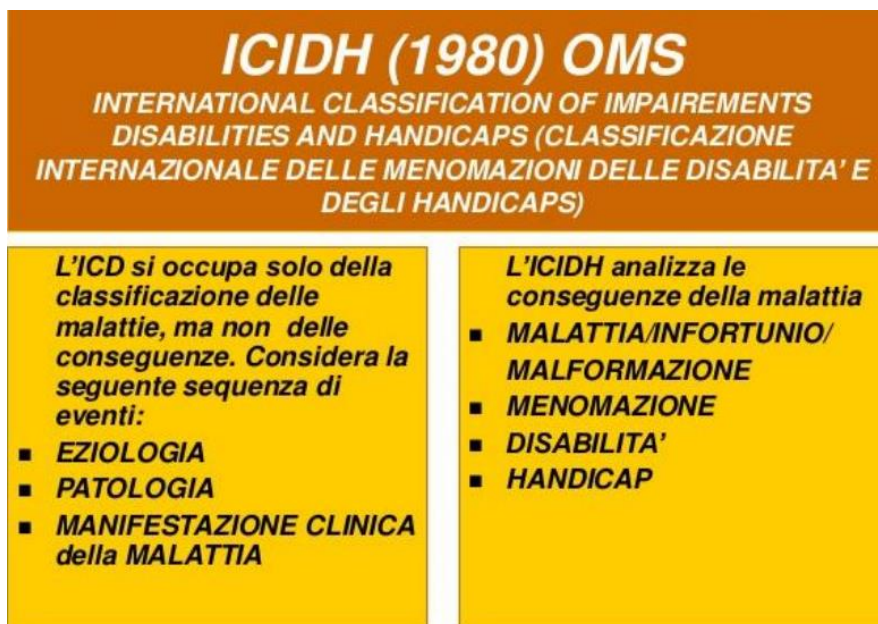 ICIDH (1980) OMS
INTERNATIONAL CLASSIFICATION OF IMPAIREMENTS
DISABILITIES AND HANDICAPS (CLASSIFICAZIONE
INTERNAZIONALE DELLE MENOMAZIONI DELLE DISABILITA' E
DEGLI HANDICAPS)
L'ICD si occupa solo della
classificazione delle
malattie, ma non delle
conseguenze. Considera la
seguente sequenza di
eventi:
■ EZIOLOGIA
■ PATOLOGIA
■ MANIFESTAZIONE CLINICA
della MALATTIA
L'ICIDH analizza le
conseguenze della malattia
■ MALATTIA/INFORTUNIO/
MALFORMAZIONE
■ MENOMAZIONE
■ DISABILITA'
■ HANDICAP